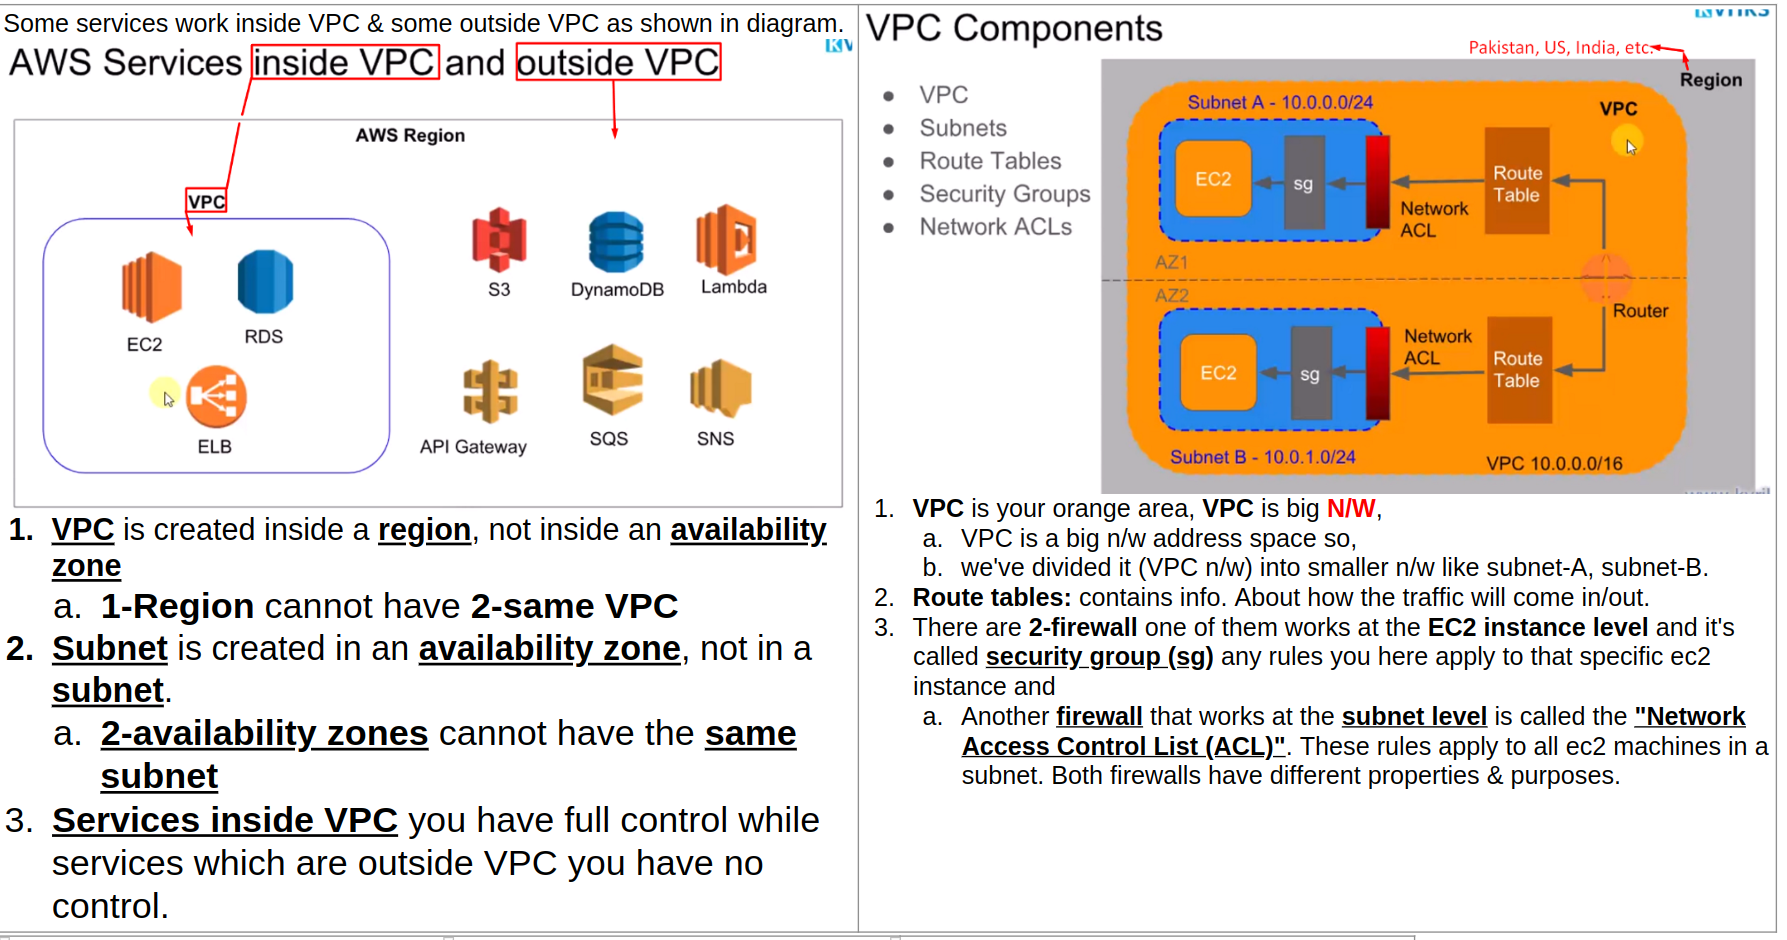 Some services work inside VPC & some outside VPC as shown in diagram.
AWS Services inside VPC and outside VPC
AWS Region
VPC
EC2
RDS
ELB
S3
DynamoDB
Lambda
API Gateway
SQS
SNS
1. VPC is created inside a region, not inside an availability
zone
a. 1-Region cannot have 2-same VPC
2. Subnet is created in an availability zone, not in a
subnet.
a. 2-availability zones cannot have the same
subnet
3. Services inside VPC you have full control while
services which are outside VPC you have no
control.
VPC Components
Pakistan, US, India, etc.
Region
• VPC
• Subnets
• Route Tables
• Security Groups
• Network ACLs
Subnet A - 10.0.0.0/24
VPC
EC2
sg
Network
ACL
Route
Table
AZ1
AZ2
Router
EC2
sg
Network
ACL
Route
Table
Subnet B - 10.0.1.0/24
VPC 10.0.0.0/16
1. VPC is your orange area, VPC is big N/W,
a. VPC is a big n/w address space so,
b. we've divided it (VPC n/w) into smaller n/w like subnet-A, subnet-B.
2. Route tables: contains info. About how the traffic will come in/out.
3. There are 2-firewall one of them works at the EC2 instance level and it's
called security group (sg) any rules you here apply to that specific ec2
instance and
a. Another firewall that works at the subnet level is called the "Network
Access Control List (ACL)". These rules apply to all ec2 machines in a
subnet. Both firewalls have different properties & purposes.